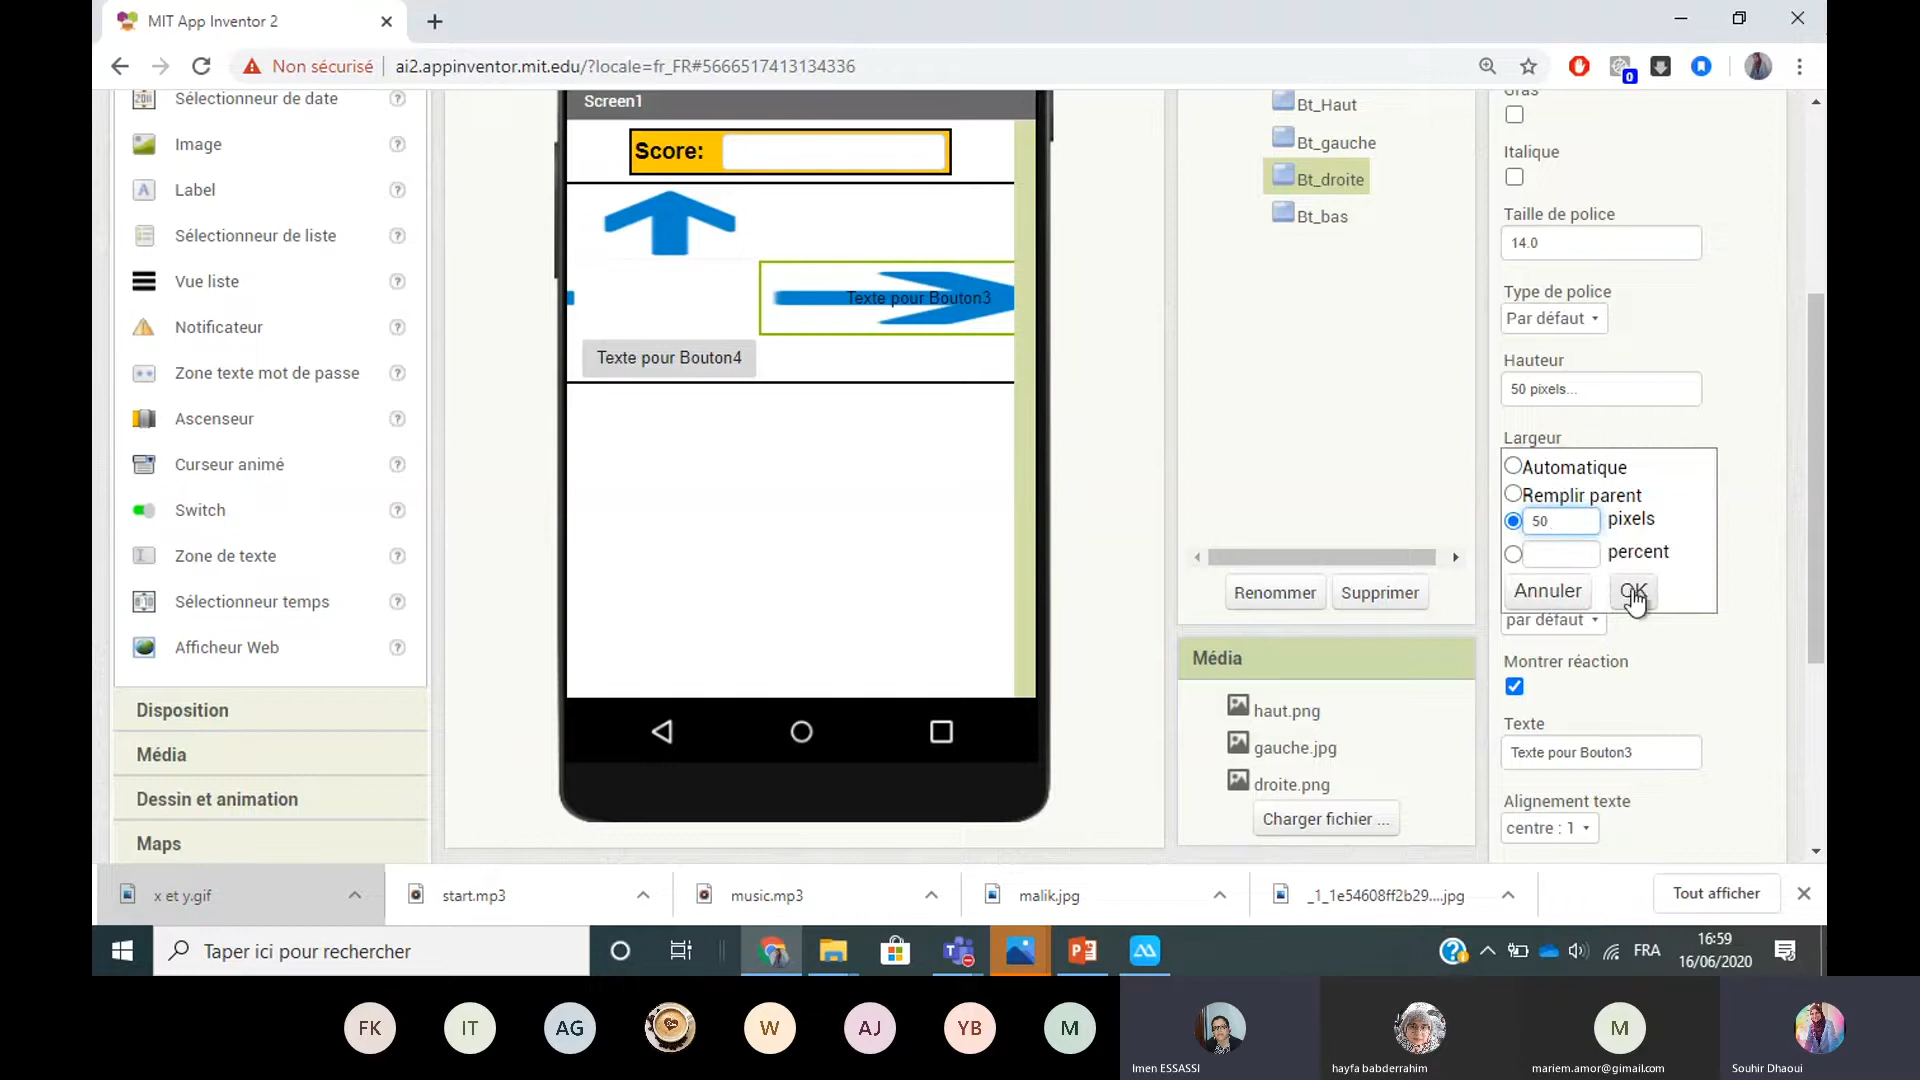 MIT App Inventor 2
Non sécurisé
ai2.appinventor.mit.edu/?locale=fr_FR#5666517413134336
0
Sélectionneur de date
Image
Label
Sélectionneur de liste
Vue liste
Notificateur
Zone texte mot de passe
Ascenseur
Curseur animé
Switch
Zone de texte
Sélectionneur temps
Afficheur Web
Disposition
Média
Dessin et animation
Maps
Screen1
Score:
Texte pour Bouton3
Texte pour Bouton4
Bt_Haut
Bt_gauche
Bt_droite
Bt_bas
Renommer
Supprimer
Média
haut.png
gauche.jpg
droite.png
Charger fichier ...
Gras
Italique
Taille de police
14.0
Type de police
Par défaut
Hauteur
50 pixels...
Largeur
Automatique
Remplir parent
50 pixels
percent
Annuler
OK
par défaut
Montrer réaction
Texte
Texte pour Bouton3
Alignement texte
centre : 1
x et y.gif
start.mp3
music.mp3
malik.jpg
_1_1e54608ff2b29....jpg
Tout afficher
Taper ici pour rechercher
FRA
16:59
16/06/2020
FK
IT
AG
W
AJ
YB
M
M
Imen ESSASSI
hayfa babderrahim
mariem.amor@gimail.com
Souhir Dhaoui